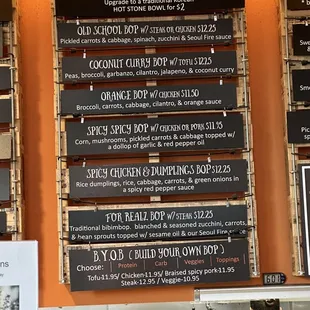 Upgrade to a traditional Korean
HOT STONE BOWL FOR $2
OLD SCHOOL BOP W/ STEAK OR CHICKEN $12.25
Pickled carrots & cabbage, spinach, zucchini & Seoul Fire Sauce
COCONUT CURRY BOP W/ TOFU $12.25
Peas, broccoli, garbanzo, cilantro, jalapeno, & coconut curry
ORANGE BOP W/ CHICKEN $11.50
Broccoli, carrots, cabbage, cilantro, & orange sauce
SPICY SPICY BOP W/ CHICKEN OR PORK $11.95
Corn, mushrooms, pickled carrots & cabbage topped w/
a dollop of garlic & red pepper oil
SPICY CHICKEN & DUMPLINGS BOP $12.25
Rice dumplings, rice, cabbage, carrots, & green onions in
a spicy red pepper sauce
FOR REALZ BOP W/ STEAK $12.25
Traditional bibimbap, blanched & seasoned zucchini, carrots,
& bean sprouts topped w/ sesame oil & our Seoul Fire Sauce
B.Y.O.B. ( BUILD YOUR OWN BOP )
Choose: Protein | Carb | Veggies | Toppings
Tofu-11.95/ Chicken-11.95/ Braised spicy pork-11.95
Steak-12.95 / Veggie-10.95